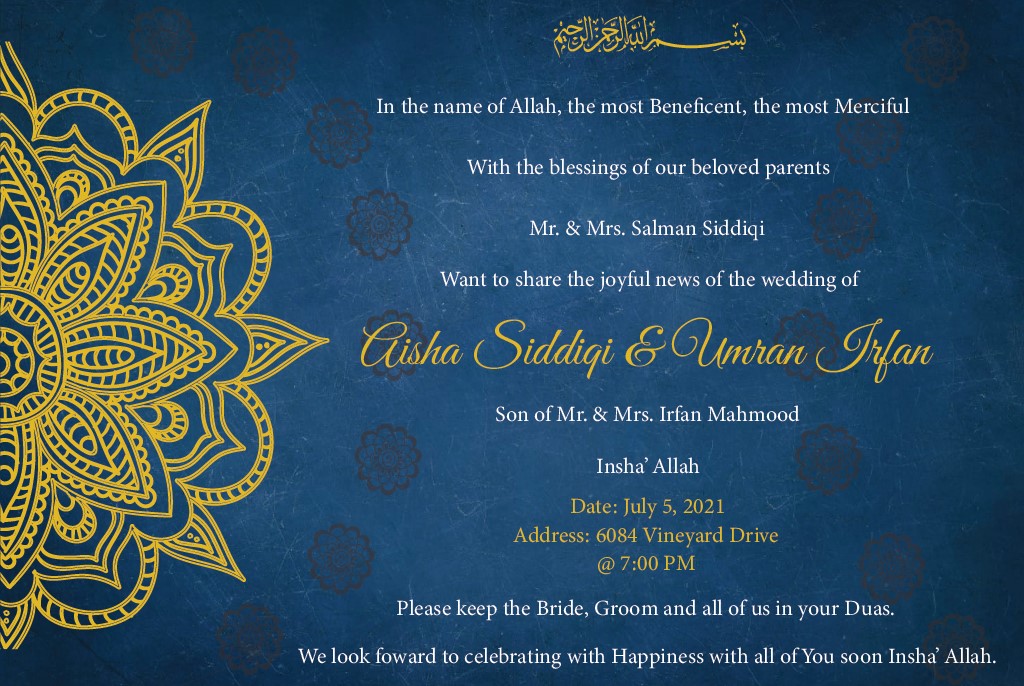 بسم الله الرحمن الرحيم
In the name of Allah, the most Beneficent, the most Merciful
With the blessings of our beloved parents
Mr. & Mrs. Salman Siddiqi
Want to share the joyful news of the wedding of
Aisha Siddiqi & Umran Irfan
Son of Mr. & Mrs. Irfan Mahmood
Insha’ Allah
Date: July 5, 2021
Address: 6084 Vineyard Drive
@ 7:00 PM
Please keep the Bride, Groom and all of us in your Duas.
We look foward to celebrating with Happiness with all of You soon Insha’ Allah.